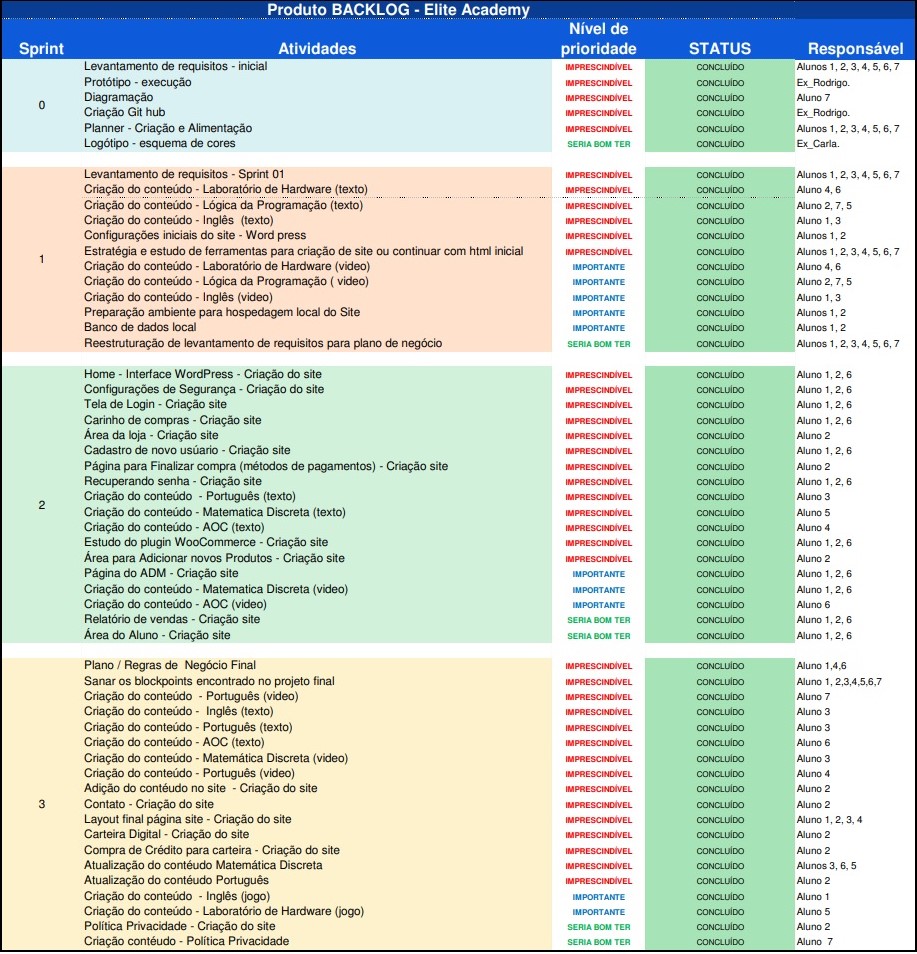 Produto BACKLOG - Elite Academy
Sprint Atividades Nível de prioridade STATUS Responsável
0
Levantamento de requisitos - inicial IMPRESCINDÍVEL CONCLUÍDO Alunos 1, 2, 3, 4, 5, 6, 7
Protótipo - execução IMPRESCINDÍVEL CONCLUÍDO Ex_Rodrigo.
Diagramação IMPRESCINDÍVEL CONCLUÍDO Aluno 7
Criação Git hub IMPRESCINDÍVEL CONCLUÍDO Ex_Rodrigo.
Planner - Criação e Alimentação IMPRESCINDÍVEL CONCLUÍDO Alunos 1, 2, 3, 4, 5, 6, 7
Logótipo - esquema de cores SERIA BOM TER CONCLUÍDO Ex_Carla.
1
Levantamento de requisitos - Sprint 01 IMPRESCINDÍVEL CONCLUÍDO Alunos 1, 2, 3, 4, 5, 6, 7
Criação do conteúdo - Laboratório de Hardware (texto) IMPRESCINDÍVEL CONCLUÍDO Aluno 4, 6
Criação do conteúdo - Lógica da Programação (texto) IMPRESCINDÍVEL CONCLUÍDO Aluno 2, 7, 5
Criação do conteúdo - Inglês (texto) IMPRESCINDÍVEL CONCLUÍDO Aluno 1, 3
Configurações iniciais do site - Word press IMPRESCINDÍVEL CONCLUÍDO Alunos 1, 2
Estratégia e estudo de ferramentas para criação de site ou continuar com html inicial IMPRESCINDÍVEL CONCLUÍDO Alunos 1, 2, 3, 4, 5, 6, 7
Criação do conteúdo - Laboratório de Hardware (video) IMPORTANTE CONCLUÍDO Aluno 4, 6
Criação do conteúdo - Lógica da Programação ( video) IMPORTANTE CONCLUÍDO Aluno 2, 7, 5
Criação do conteúdo - Inglês (video) IMPORTANTE CONCLUÍDO Aluno 1, 3
Preparação ambiente para hospedagem local do Site IMPORTANTE CONCLUÍDO Alunos 1, 2
Banco de dados local IMPORTANTE CONCLUÍDO Alunos 1, 2
Reestruturação de levantamento de requisitos para plano de negócio SERIA BOM TER CONCLUÍDO Alunos 1, 2, 3, 4, 5, 6, 7
2
Home - Interface WordPress - Criação do site IMPRESCINDÍVEL CONCLUÍDO Aluno 1, 2, 6
Configurações de Segurança - Criação do site IMPRESCINDÍVEL CONCLUÍDO Aluno 1, 2, 6
Tela de Login - Criação site IMPRESCINDÍVEL CONCLUÍDO Aluno 1, 2, 6
Carinho de compras - Criação site IMPRESCINDÍVEL CONCLUÍDO Aluno 1, 2, 6
Área da loja - Criação site IMPRESCINDÍVEL CONCLUÍDO Aluno 2
Cadastro de novo usúario - Criação site IMPRESCINDÍVEL CONCLUÍDO Aluno 1, 2, 6
Página para Finalizar compra (métodos de pagamentos) - Criação site IMPRESCINDÍVEL CONCLUÍDO Aluno 2
Recuperando senha - Criação site IMPRESCINDÍVEL CONCLUÍDO Aluno 1, 2, 6
Criação do conteúdo - Português (texto) IMPRESCINDÍVEL CONCLUÍDO Aluno 3
Criação do conteúdo - Matematica Discreta (texto) IMPRESCINDÍVEL CONCLUÍDO Aluno 5
Criação do conteúdo - AOC (texto) IMPRESCINDÍVEL CONCLUÍDO Aluno 4
Estudo do plugin WooCommerce - Criação site IMPRESCINDÍVEL CONCLUÍDO Aluno 1, 2, 6
Área para Adicionar novos Produtos - Criação site IMPRESCINDÍVEL CONCLUÍDO Aluno 2
Página do ADM - Criação site IMPORTANTE CONCLUÍDO Aluno 1, 2, 6
Criação do conteúdo - Matematica Discreta (video) IMPORTANTE CONCLUÍDO Aluno 1, 2, 6
Criação do conteúdo - AOC (video) IMPORTANTE CONCLUÍDO Aluno 6
Relatório de vendas - Criação site SERIA BOM TER CONCLUÍDO Aluno 1, 2, 6
Área do Aluno - Criação site SERIA BOM TER CONCLUÍDO Aluno 1, 2, 6
3
Plano / Regras de Negócio Final IMPRESCINDÍVEL CONCLUÍDO Aluno 1,4,6
Sanar os blockpoints encontrado no projeto final IMPRESCINDÍVEL CONCLUÍDO Aluno 1, 2,3,4,5,6,7
Criação do conteúdo - Português (video) IMPRESCINDÍVEL CONCLUÍDO Aluno 7
Criação do conteúdo - Inglês (texto) IMPRESCINDÍVEL CONCLUÍDO Aluno 3
Criação do conteúdo - Português (texto) IMPRESCINDÍVEL CONCLUÍDO Aluno 3
Criação do conteúdo - AOC (texto) IMPRESCINDÍVEL CONCLUÍDO Aluno 6
Criação do conteúdo - Matemática Discreta (video) IMPRESCINDÍVEL CONCLUÍDO Aluno 3
Criação do conteúdo - Português (video) IMPRESCINDÍVEL CONCLUÍDO Aluno 4
Adição do contéudo no site - Criação do site IMPRESCINDÍVEL CONCLUÍDO Aluno 2
Contato - Criação do site IMPRESCINDÍVEL CONCLUÍDO Aluno 2
Layout final página site - Criação do site IMPRESCINDÍVEL CONCLUÍDO Aluno 1, 2, 3, 4
Carteira Digital - Criação do site IMPRESCINDÍVEL CONCLUÍDO Aluno 2
Compra de Crédito para carteira - Criação do site IMPRESCINDÍVEL CONCLUÍDO Aluno 2
Atualização do contéudo Matemática Discreta IMPRESCINDÍVEL CONCLUÍDO Alunos 3, 6, 5
Atualização do contéudo Português IMPRESCINDÍVEL CONCLUÍDO Aluno 2
Criação do conteúdo - Inglês (jogo) IMPORTANTE CONCLUÍDO Aluno 1
Criação do conteúdo - Laboratório de Hardware (jogo) IMPORTANTE CONCLUÍDO Aluno 5
Política Privacidade - Criação do site SERIA BOM TER CONCLUÍDO Aluno 2
Criação contéudo - Política Privacidade SERIA BOM TER CONCLUÍDO Aluno 7